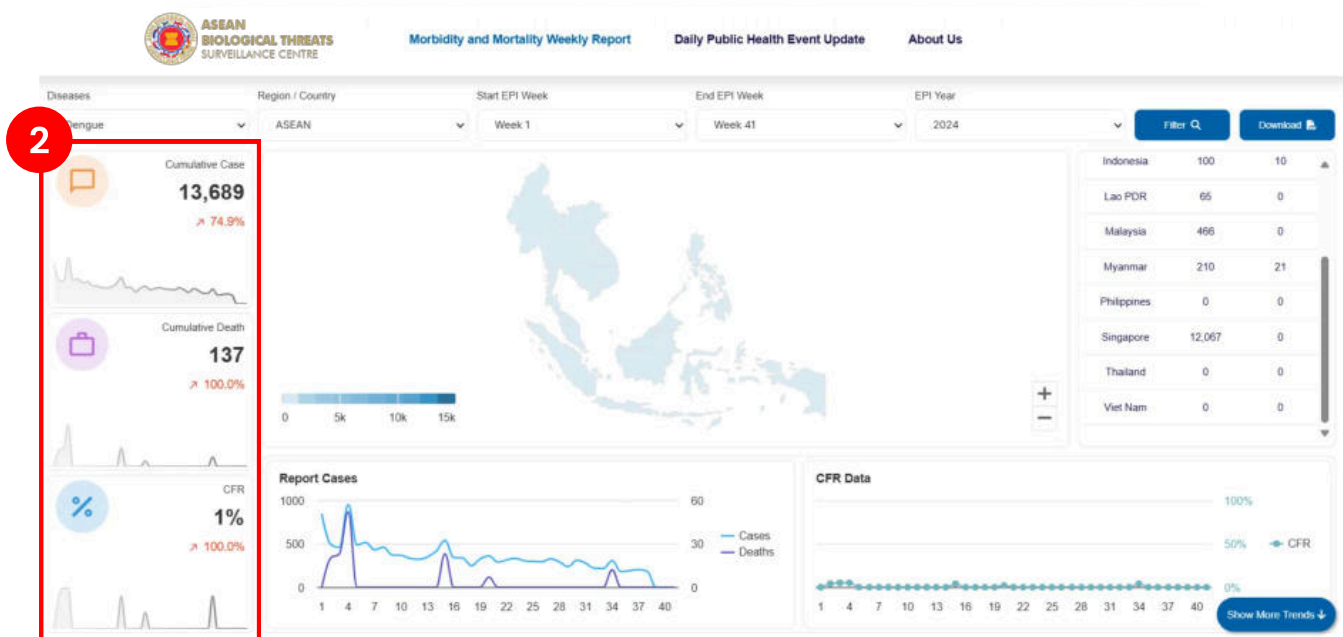 ASEAN
BIOLOGICAL THREATS
SURVEILLANCE CENTRE
Morbidity and Mortality Weekly Report
Daily Public Health Event Update
About Us
Diseases
Region / Country
Start EPI Week
End EPI Week
EPI Year
Dengue
ASEAN
Week 1
Week 41
2024
Filter
Download
2
Cumulative Case
13,689
74.9%
Cumulative Death
137
100.0%
CFR
1%
100.0%
0 5k 10k 15k
+
−
Indonesia 100 10
Lao PDR 65 0
Malaysia 466 0
Myanmar 210 21
Philippines 0 0
Singapore 12,067 0
Thailand 0 0
Viet Nam 0 0
Report Cases
1000 60
500 30
0 0
Cases
Deaths
1 4 7 10 13 16 19 22 25 28 31 34 37 40
CFR Data
100%
50%
0%
CFR
1 4 7 10 13 16 19 22 25 28 31 34 37 40
Show More Trends ↓